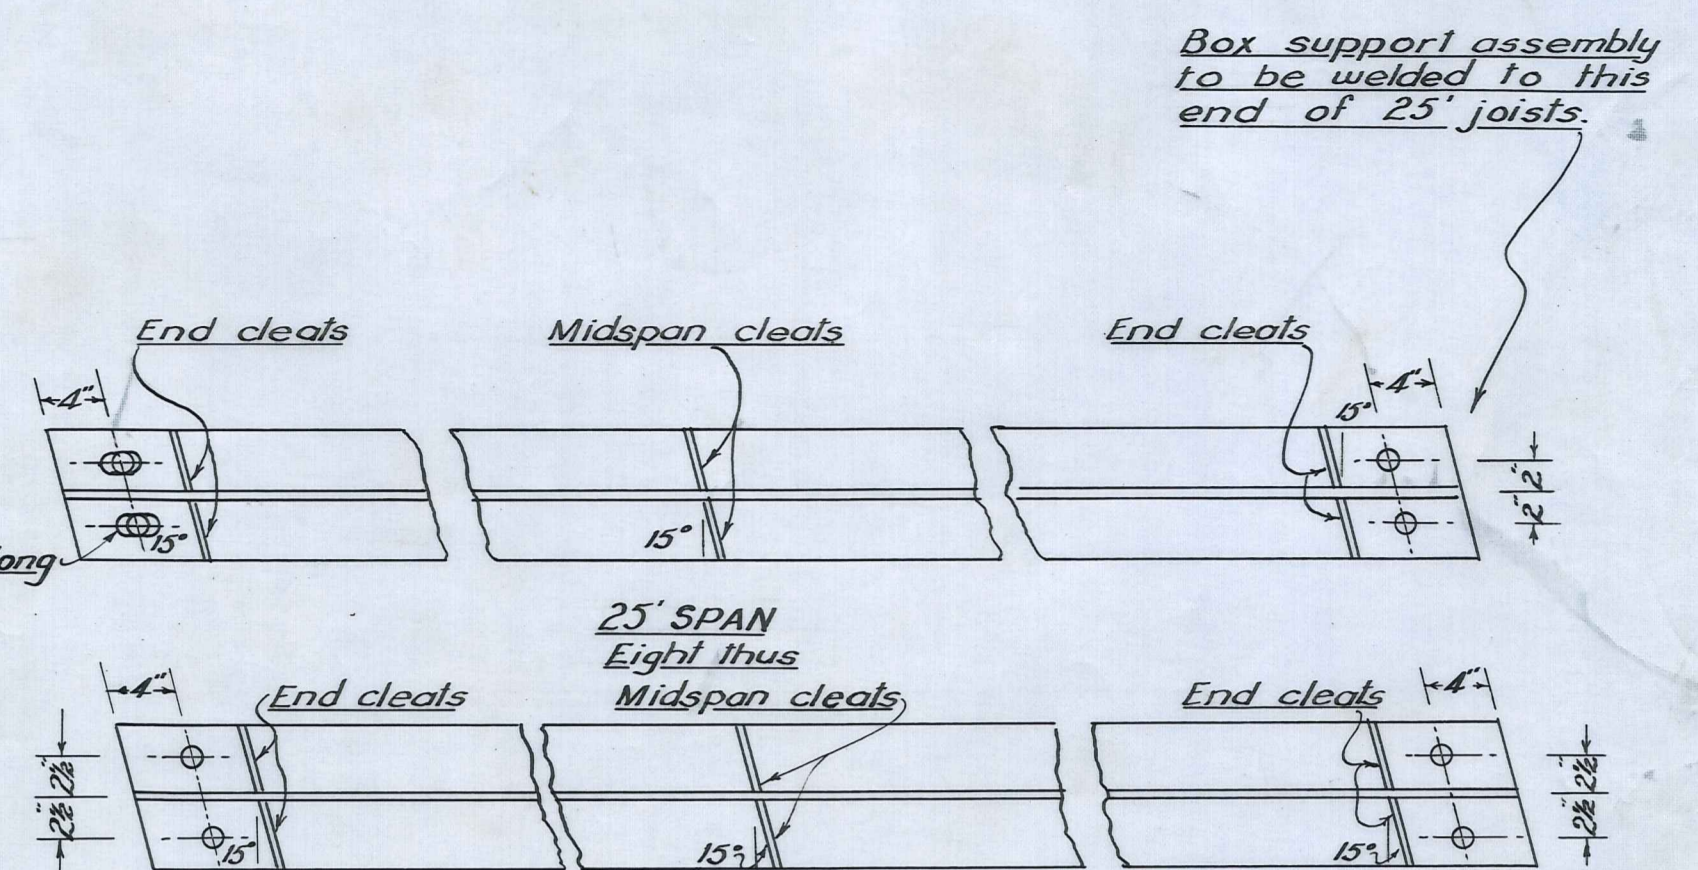 Box support assembly
to be welded to this
end of 25' joists.
End cleats
Midspan cleats
End cleats
4"
15°
4"
2"
2"
15°
15°
ong
25' SPAN
Eight thus
4"
End cleats
Midspan cleats
End cleats
4"
2½"
2½"
2½"
2½"
15°
15°
15°